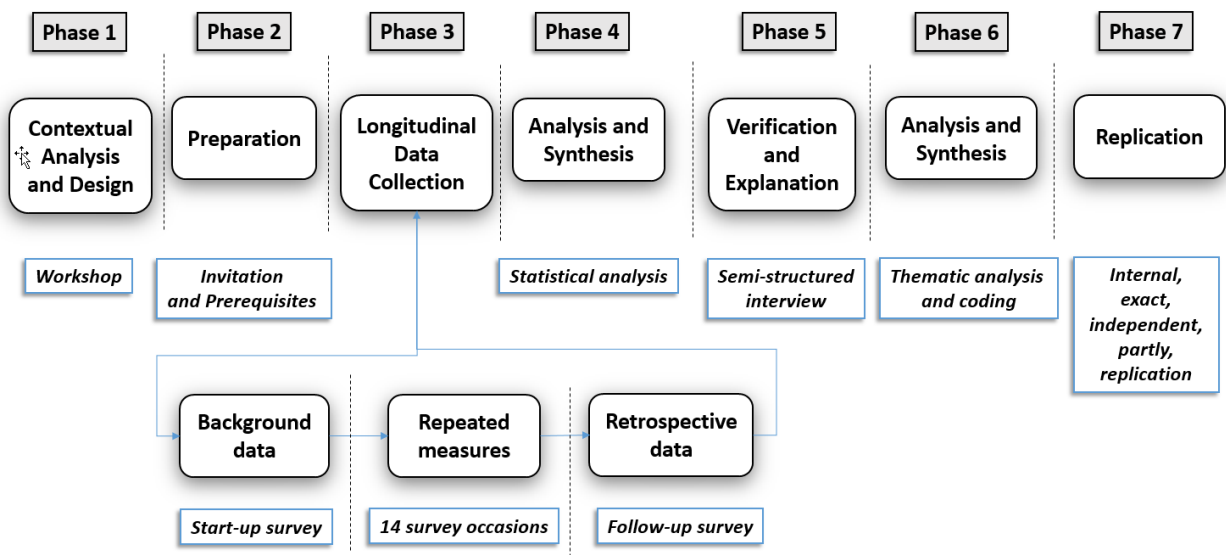 Phase 1
Phase 2
Phase 3
Phase 4
Phase 5
Phase 6
Phase 7
Contextual
Analysis
and Design
Preparation
Longitudinal
Data
Collection
Analysis and
Synthesis
Verification
and
Explanation
Analysis and
Synthesis
Replication
Workshop
Invitation
and Prerequisites
Statistical analysis
Semi-structured
interview
Thematic analysis
and coding
Internal,
exact,
independent,
partly,
replication
Background
data
Repeated
measures
Retrospective
data
Start-up survey
14 survey occasions
Follow-up survey